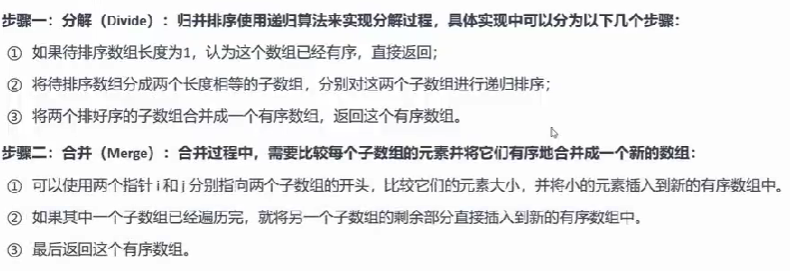 步骤一：分解（Divide）：归并排序使用递归算法来实现分解过程，具体实现中可以分为以下几个步骤：
① 如果待排序数组长度为1，认为这个数组已经有序，直接返回；
② 将待排序数组分成两个长度相等的子数组，分别对这两个子数组进行递归排序；
③ 将两个排好序的子数组合并成一个有序数组，返回这个有序数组。
步骤二：合并（Merge）：合并过程中，需要比较每个子数组的元素并将它们有序地合并成一个新的数组：
① 可以使用两个指针 i 和 j 分别指向两个子数组的开头，比较它们的元素大小，并将小的元素插入到新的有序数组中。
② 如果其中一个子数组已经遍历完，就将另一个子数组的剩余部分直接插入到新的有序数组中。
③ 最后返回这个有序数组。